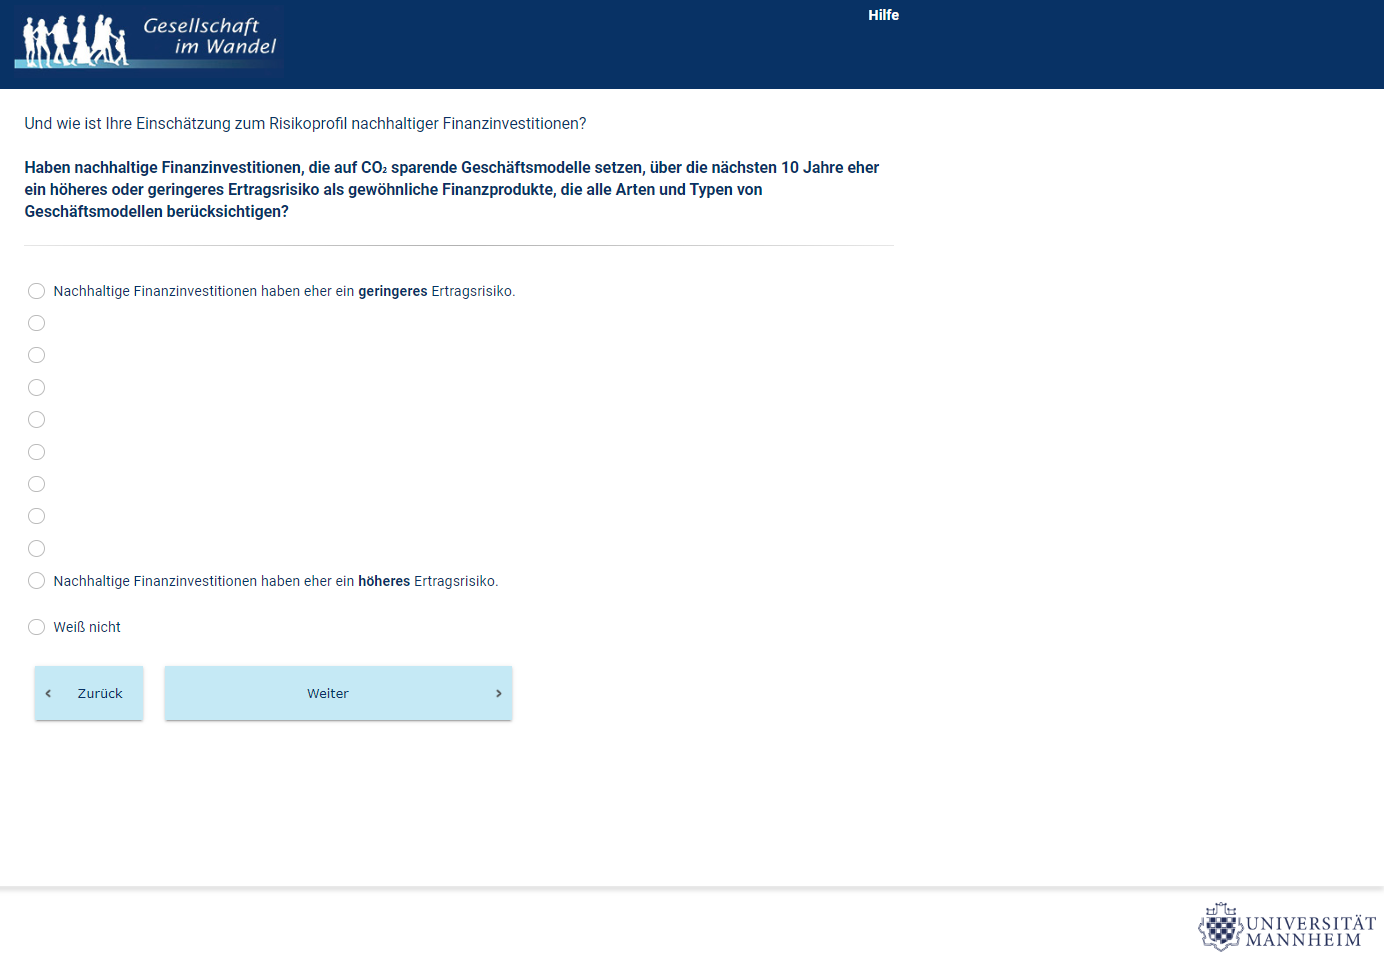 Gesellschaft
im Wandel
Hilfe
Und wie ist Ihre Einschätzung zum Risikoprofil nachhaltiger Finanzinvestitionen?
Haben nachhaltige Finanzinvestitionen, die auf CO₂ sparende Geschäftsmodelle setzen, über die nächsten 10 Jahre eher
ein höheres oder geringeres Ertragsrisiko als gewöhnliche Finanzprodukte, die alle Arten und Typen von
Geschäftsmodellen berücksichtigen?
Nachhaltige Finanzinvestitionen haben eher ein geringeres Ertragsrisiko.
Nachhaltige Finanzinvestitionen haben eher ein höheres Ertragsrisiko.
Weiß nicht
Zurück
Weiter
UNIVERSITÄT
MANNHEIM